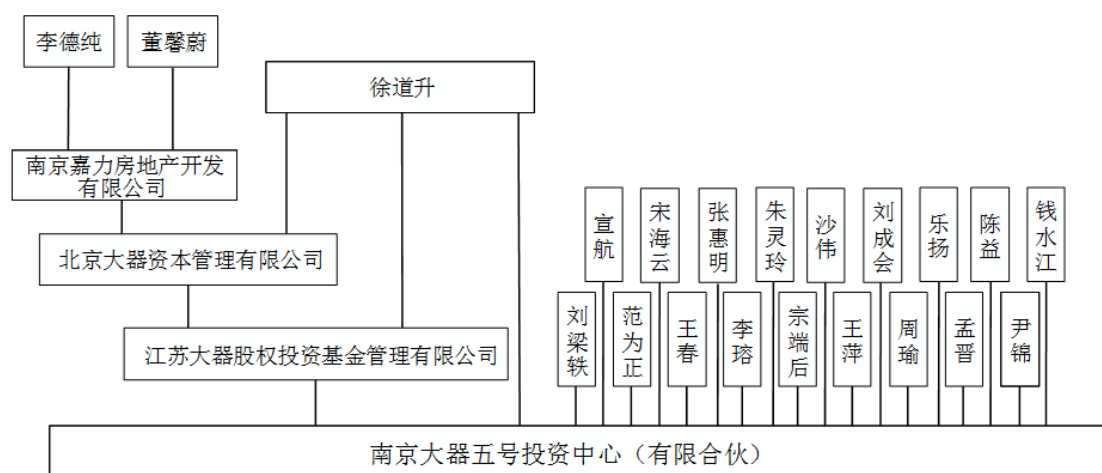 李德纯
董馨蔚
徐道升
南京嘉力房地产开发
有限公司
北京大器资本管理有限公司
江苏大器股权投资基金管理有限公司
宣航
宋海云
张惠明
朱灵玲
沙伟
刘成会
乐扬
陈益
钱水江
刘梁轶
范为正
王春
李瑢
宗端后
王萍
周瑜
孟晋
尹锦
南京大器五号投资中心（有限合伙）